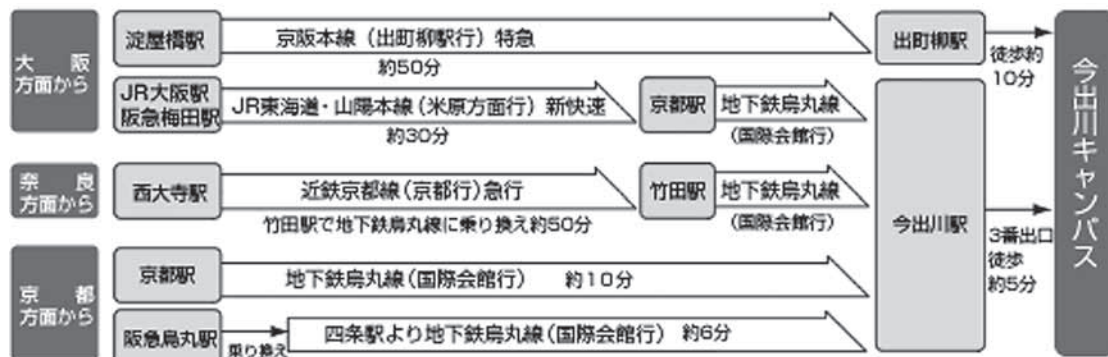 大阪
方面から
淀屋橋駅
京阪本線（出町柳駅行）特急
約50分
出町柳駅
徒歩約
10分
JR大阪駅
阪急梅田駅
JR東海道・山陽本線（米原方面行）新快速
約30分
京都駅
地下鉄烏丸線
（国際会館行）
奈良
方面から
西大寺駅
近鉄京都線（京都行）急行
竹田駅で地下鉄烏丸線に乗り換え約50分
竹田駅
地下鉄烏丸線
（国際会館行）
今出川駅
3番出口
徒歩
約5分
京都
方面から
京都駅
地下鉄烏丸線（国際会館行） 約10分
阪急烏丸駅
乗り換え
四条駅より地下鉄烏丸線（国際会館行） 約6分
今出川キャンパス